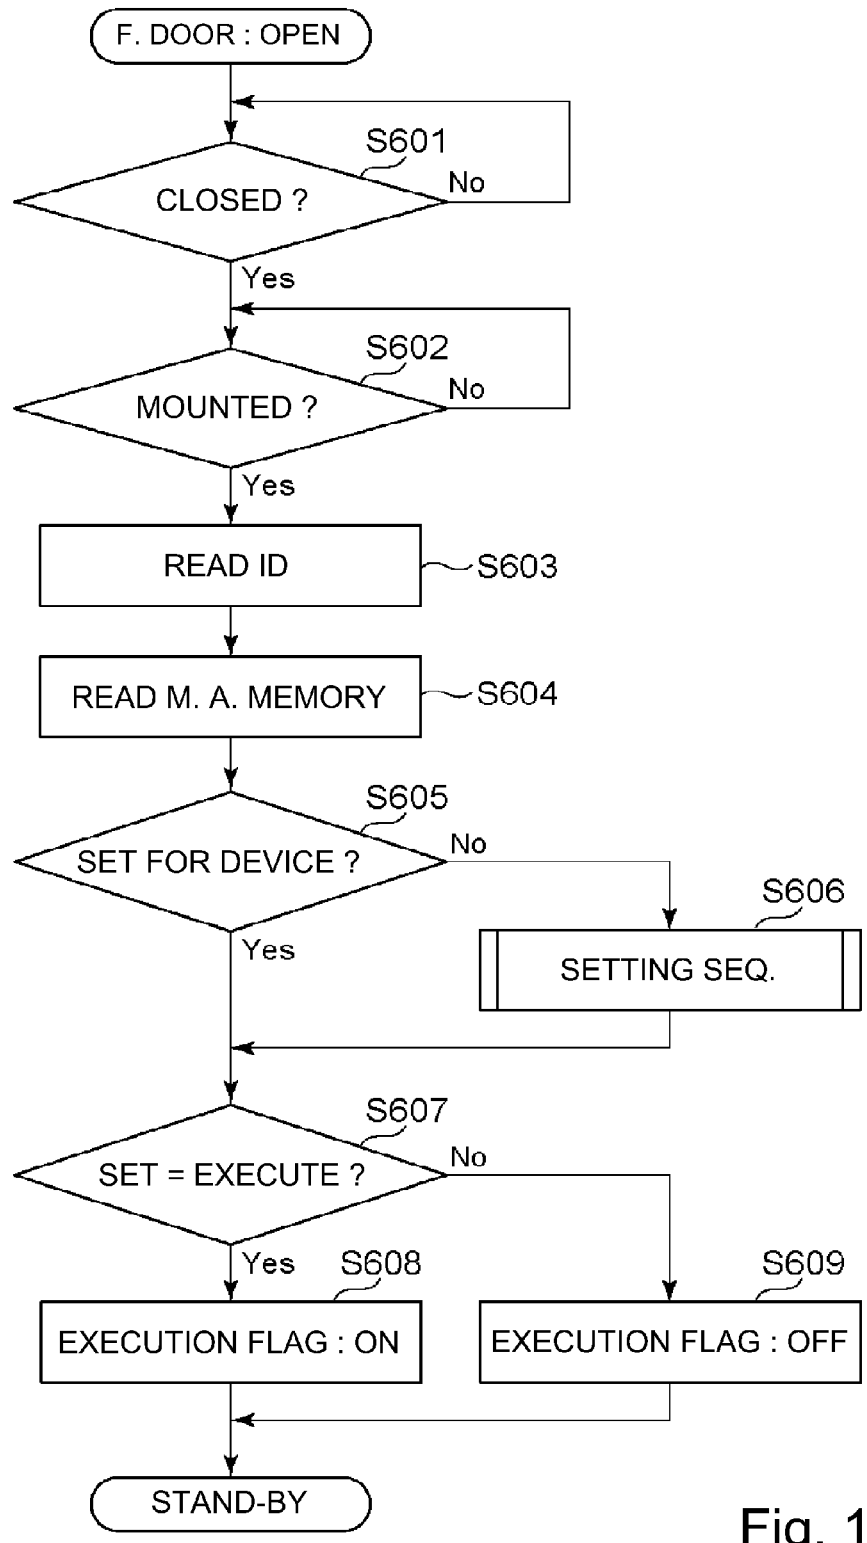 F. DOOR : OPEN
S601
CLOSED ?
No
Yes
S602
MOUNTED ?
No
Yes
READ ID
S603
READ M. A. MEMORY
S604
S605
SET FOR DEVICE ?
No
Yes
S606
SETTING SEQ.
S607
SET = EXECUTE ?
No
Yes
S608
S609
EXECUTION FLAG : ON
EXECUTION FLAG : OFF
STAND-BY
Fig. 1